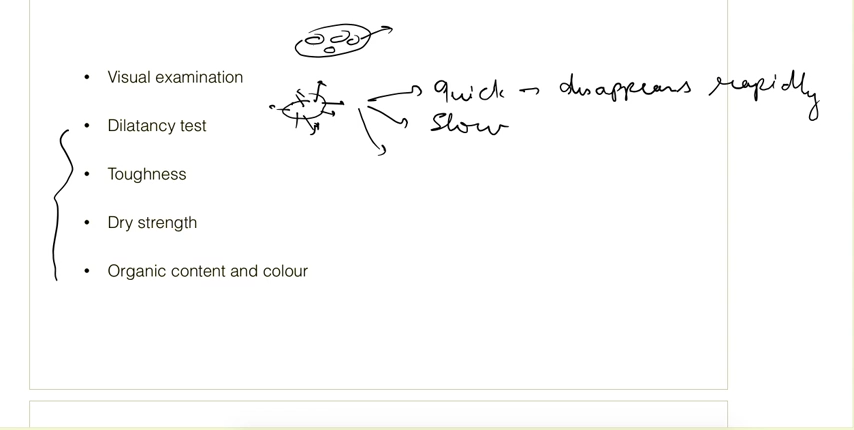 • Visual examination
quick → disappears rapidly
• Dilatancy test
slow
• Toughness
• Dry strength
• Organic content and colour